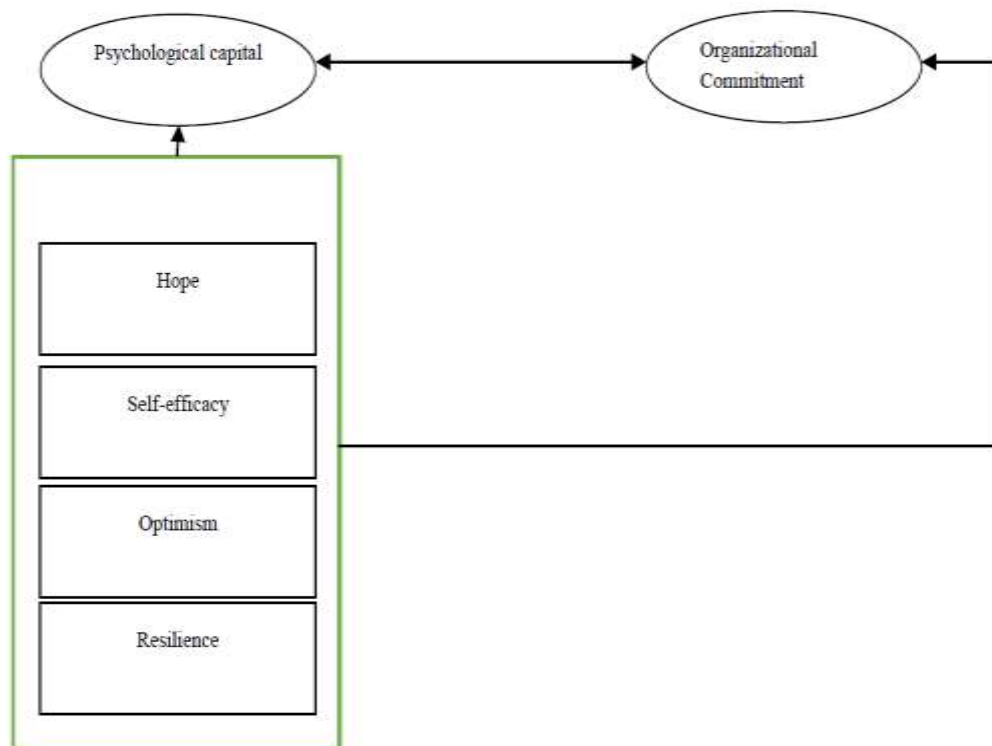 Psychological capital
Organizational
Commitment
Hope
Self-efficacy
Optimism
Resilience